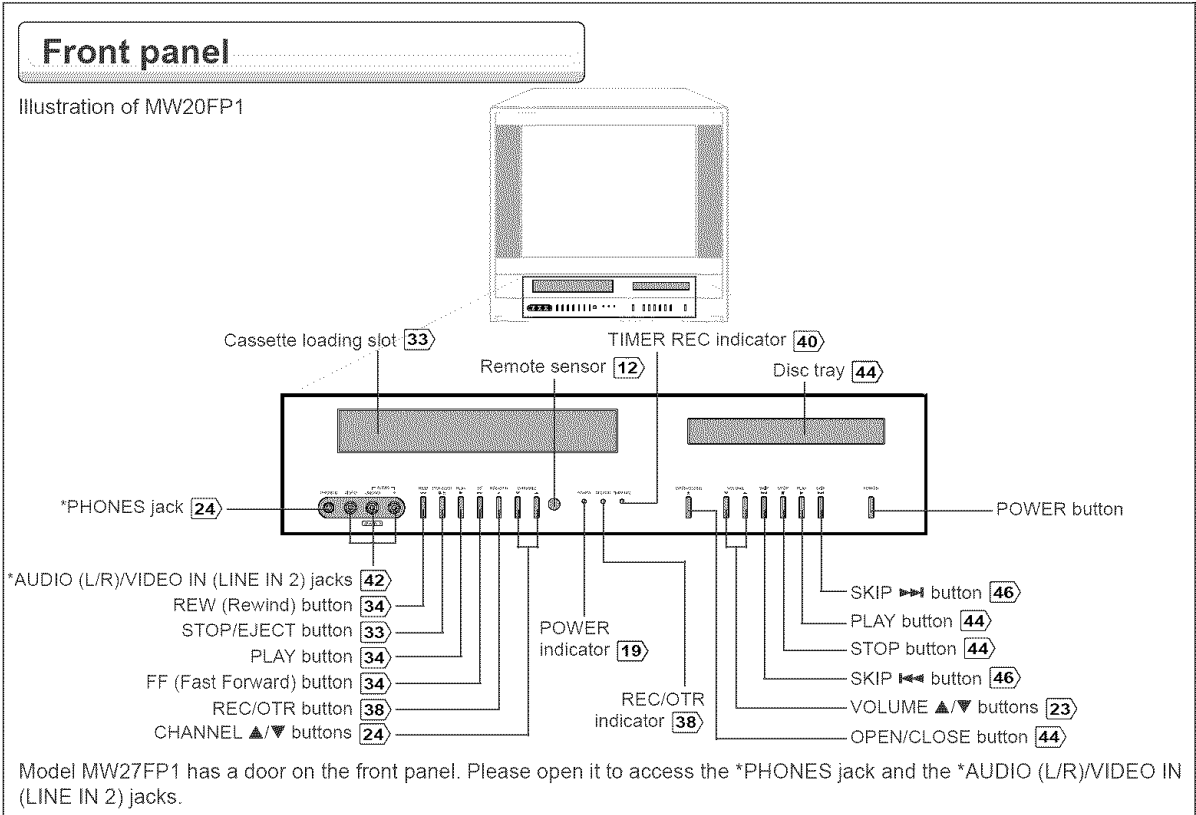 Front panel
Illustration of MW20FP1
Cassette loading slot 33
TIMER REC indicator 40
Remote sensor 12
Disc tray 44
*PHONES jack 24
POWER button
*AUDIO (L/R)/VIDEO IN (LINE IN 2) jacks 42
REW (Rewind) button 34
STOP/EJECT button 33
PLAY button 34
FF (Fast Forward) button 34
REC/OTR button 38
CHANNEL ▲/▼ buttons 24
POWER
indicator 19
REC/OTR
indicator 38
SKIP ▶▶| button 46
PLAY button 44
STOP button 44
SKIP |◀◀ button 46
VOLUME ▲/▼ buttons 23
OPEN/CLOSE button 44
Model MW27FP1 has a door on the front panel. Please open it to access the *PHONES jack and the *AUDIO (L/R)/VIDEO IN
(LINE IN 2) jacks.